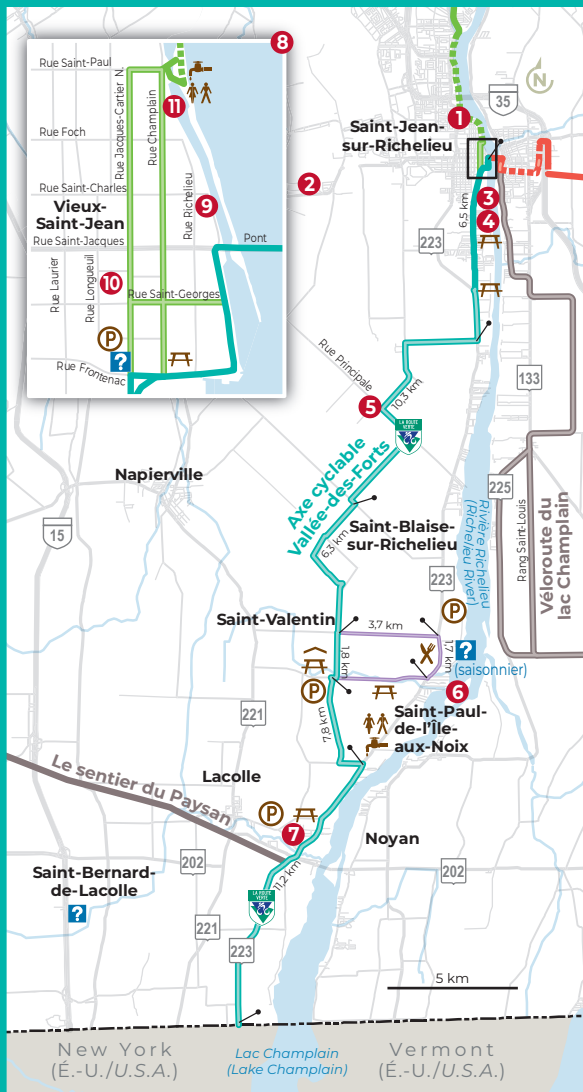 8
Rue Saint-Paul
Rue Jacques-Cartier N.
Rue Champlain
11
Rue Foch
Rue Saint-Charles
Vieux-
Saint-Jean
9
Rue Richelieu
Rue Saint-Jacques
Pont
Rue Laurier
Rue Longueuil
10
Rue Saint-Georges
P
?
Rue Frontenac
N
35
1
Saint-Jean-
sur-Richelieu
2
3
4
6,5 km
223
Rue Principale
133
5
10,3 km
LA ROUTE
VERTE
Axe cyclable
Vallée-des-Forts
Napierville
15
225
Rang Saint-Louis
Véloroute du
lac Champlain
Rivière Richelieu
(Richelieu River)
Saint-Blaise-
sur-Richelieu
6,3 km
223
P
Saint-Valentin
3,7 km
1,8 km
1,7 km
?
(saisonnier)
P
6
221
7,8 km
Saint-Paul-
de-l'Île-
aux-Noix
Le sentier du Paysan
Lacolle
P
7
Noyan
202
202
Saint-Bernard-
de-Lacolle
?
11,2 km
LA ROUTE
VERTE
221
223
5 km
New York
(É.-U./U.S.A.)
Lac Champlain
(Lake Champlain)
Vermont
(É.-U./U.S.A.)